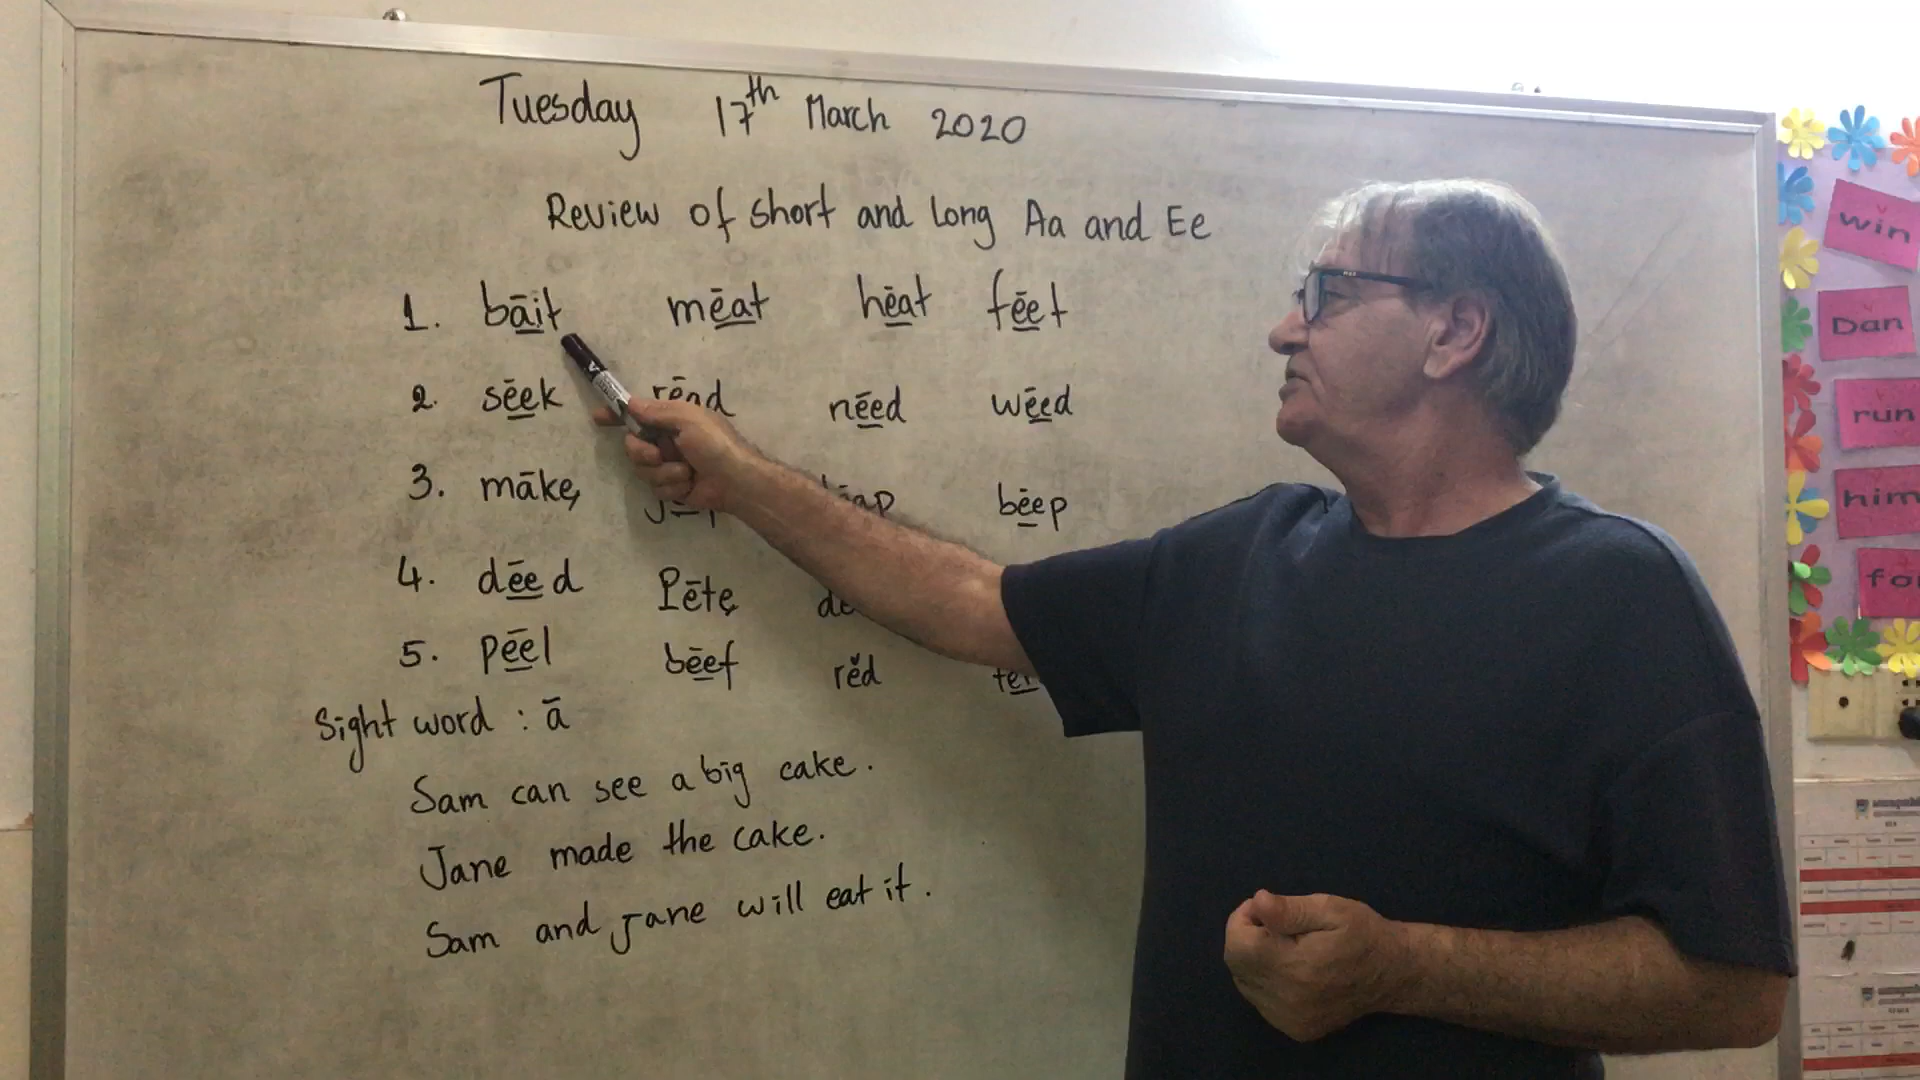 Tuesday 17th March 2020
Review of short and long Aa and Ee
1. bāit mēat hēat fēet
2. sēek rēad nēed wēed
3. māke bēep
4. dēed Pēte
5. pēel bēef rĕd
Sight word : ā
Sam can see a big cake.
Jane made the cake.
Sam and Jane will eat it.
win
Dan
run
him